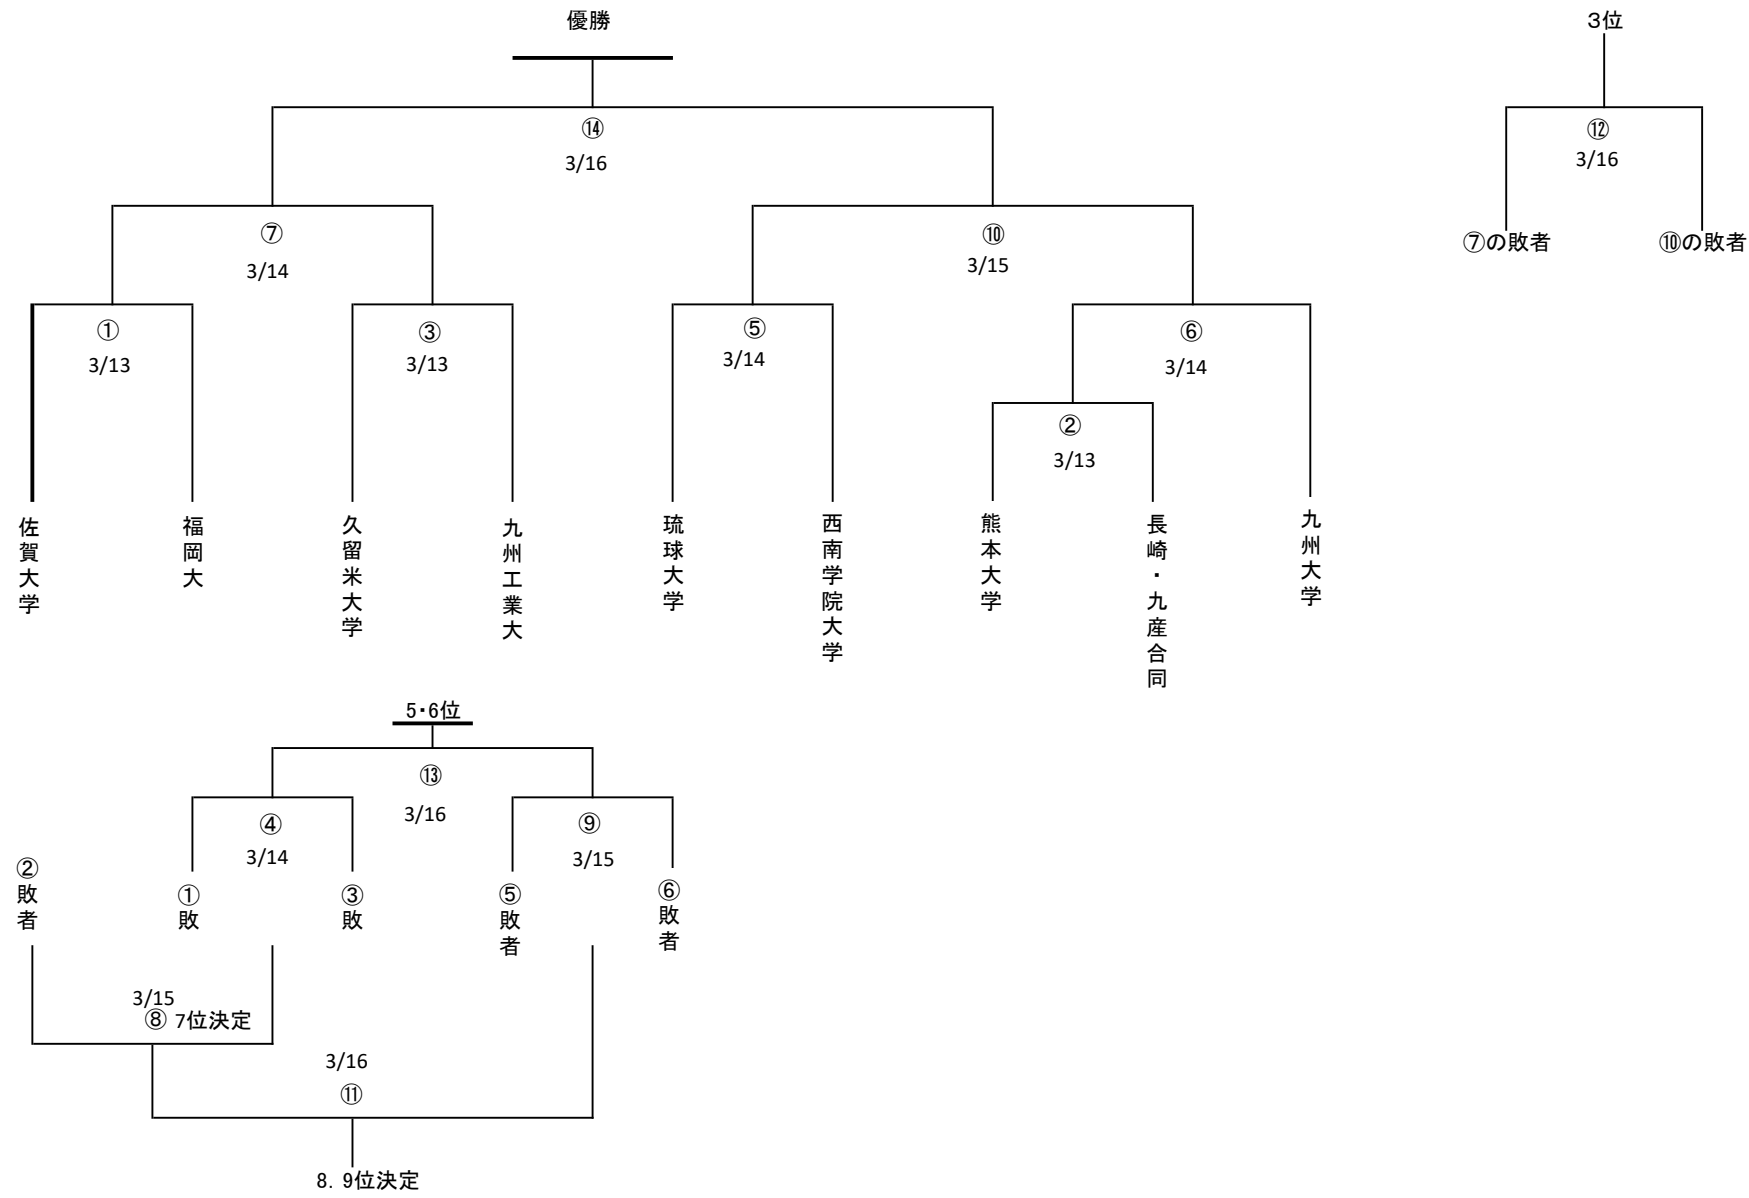 優勝
3位
⑭
3/16
⑫
3/16
⑦の敗者
⑩の敗者
⑦
3/14
⑩
3/15
①
3/13
③
3/13
⑤
3/14
⑥
3/14
②
3/13
佐賀大学
福岡大
久留米大学
九州工業大
琉球大学
西南学院大学
熊本大学
長崎・九産合同
九州大学
5・6位
⑬
3/16
④
3/14
⑨
3/15
②敗者
①敗
③敗
⑤敗者
⑥敗者
3/15
⑧ 7位決定
3/16
⑪
8.9位決定